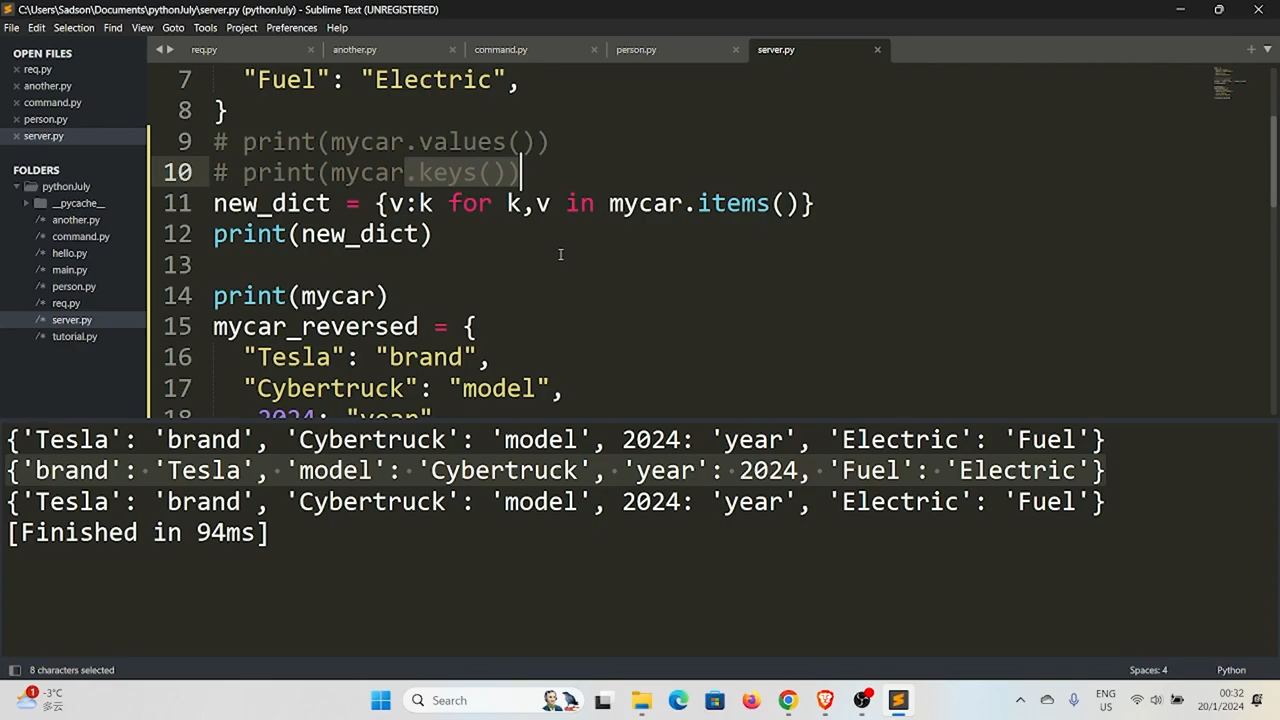 C:\Users\Sadson\Documents\pythonJuly\server.py (pythonJuly) - Sublime Text (UNREGISTERED)
File Edit Selection Find View Goto Tools Project Preferences Help
OPEN FILES
req.py
another.py
command.py
person.py
server.py
FOLDERS
pythonJuly
__pycache__
another.py
command.py
hello.py
main.py
person.py
req.py
server.py
tutorial.py
req.py another.py command.py person.py server.py
7 "Fuel": "Electric",
8 }
9 # print(mycar.values())
10 # print(mycar.keys())
11 new_dict = {v:k for k,v in mycar.items()}
12 print(new_dict)
13
14 print(mycar)
15 mycar_reversed = {
16 "Tesla": "brand",
17 "Cybertruck": "model",
18 2024: "year"
{'Tesla': 'brand', 'Cybertruck': 'model', 2024: 'year', 'Electric': 'Fuel'}
{'brand': 'Tesla', 'model': 'Cybertruck', 'year': 2024, 'Fuel': 'Electric'}
{'Tesla': 'brand', 'Cybertruck': 'model', 2024: 'year', 'Electric': 'Fuel'}
[Finished in 94ms]
8 characters selected Spaces: 4 Python
1 -3°C
多云
Search
ENG
US
00:32
20/1/2024